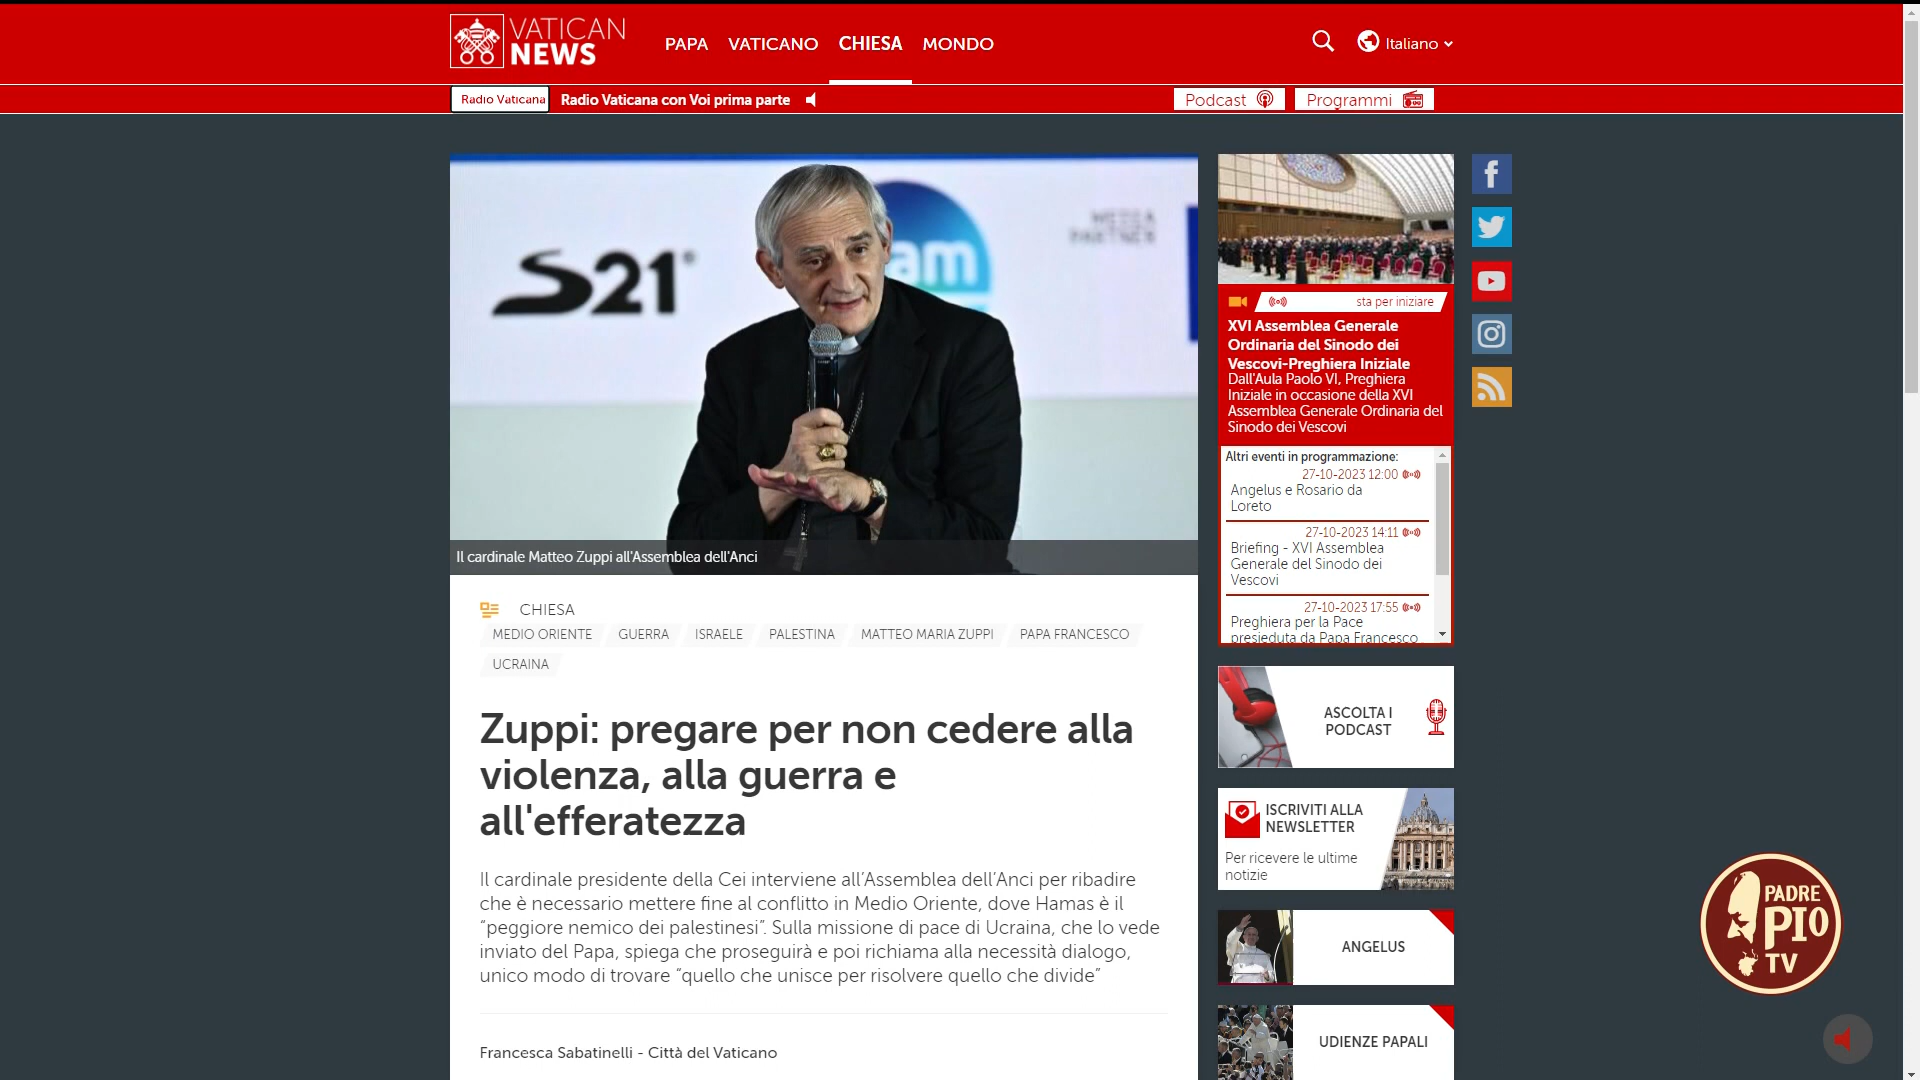 VATICAN
NEWS
PAPA VATICANO CHIESA MONDO
Italiano
Radio Vaticana
Radio Vaticana con Voi prima parte
Podcast
Programmi
S21
am
MEDIA
PARTNER
Il cardinale Matteo Zuppi all'Assemblea dell'Anci
CHIESA
MEDIO ORIENTE GUERRA ISRAELE PALESTINA MATTEO MARIA ZUPPI PAPA FRANCESCO
UCRAINA
Zuppi: pregare per non cedere alla
violenza, alla guerra e
all'efferatezza
Il cardinale presidente della Cei interviene all’Assemblea dell’Anci per ribadire
che è necessario mettere fine al conflitto in Medio Oriente, dove Hamas è il
“peggiore nemico dei palestinesi”. Sulla missione di pace di Ucraina, che lo vede
inviato del Papa, spiega che proseguirà e poi richiama alla necessità dialogo,
unico modo di trovare “quello che unisce per risolvere quello che divide”
Francesca Sabatinelli - Città del Vaticano
sta per iniziare
XVI Assemblea Generale
Ordinaria del Sinodo dei
Vescovi-Preghiera Iniziale
Dall'Aula Paolo VI, Preghiera
Iniziale in occasione della XVI
Assemblea Generale Ordinaria del
Sinodo dei Vescovi
Altri eventi in programmazione:
27-10-2023 12:00
Angelus e Rosario da
Loreto
27-10-2023 14:11
Briefing - XVI Assemblea
Generale del Sinodo dei
Vescovi
27-10-2023 17:55
Preghiera per la Pace
presieduta da Papa Francesco
ASCOLTA I
PODCAST
ISCRIVITI ALLA
NEWSLETTER
Per ricevere le ultime
notizie
ANGELUS
UDIENZE PAPALI
PADRE
PIO
TV